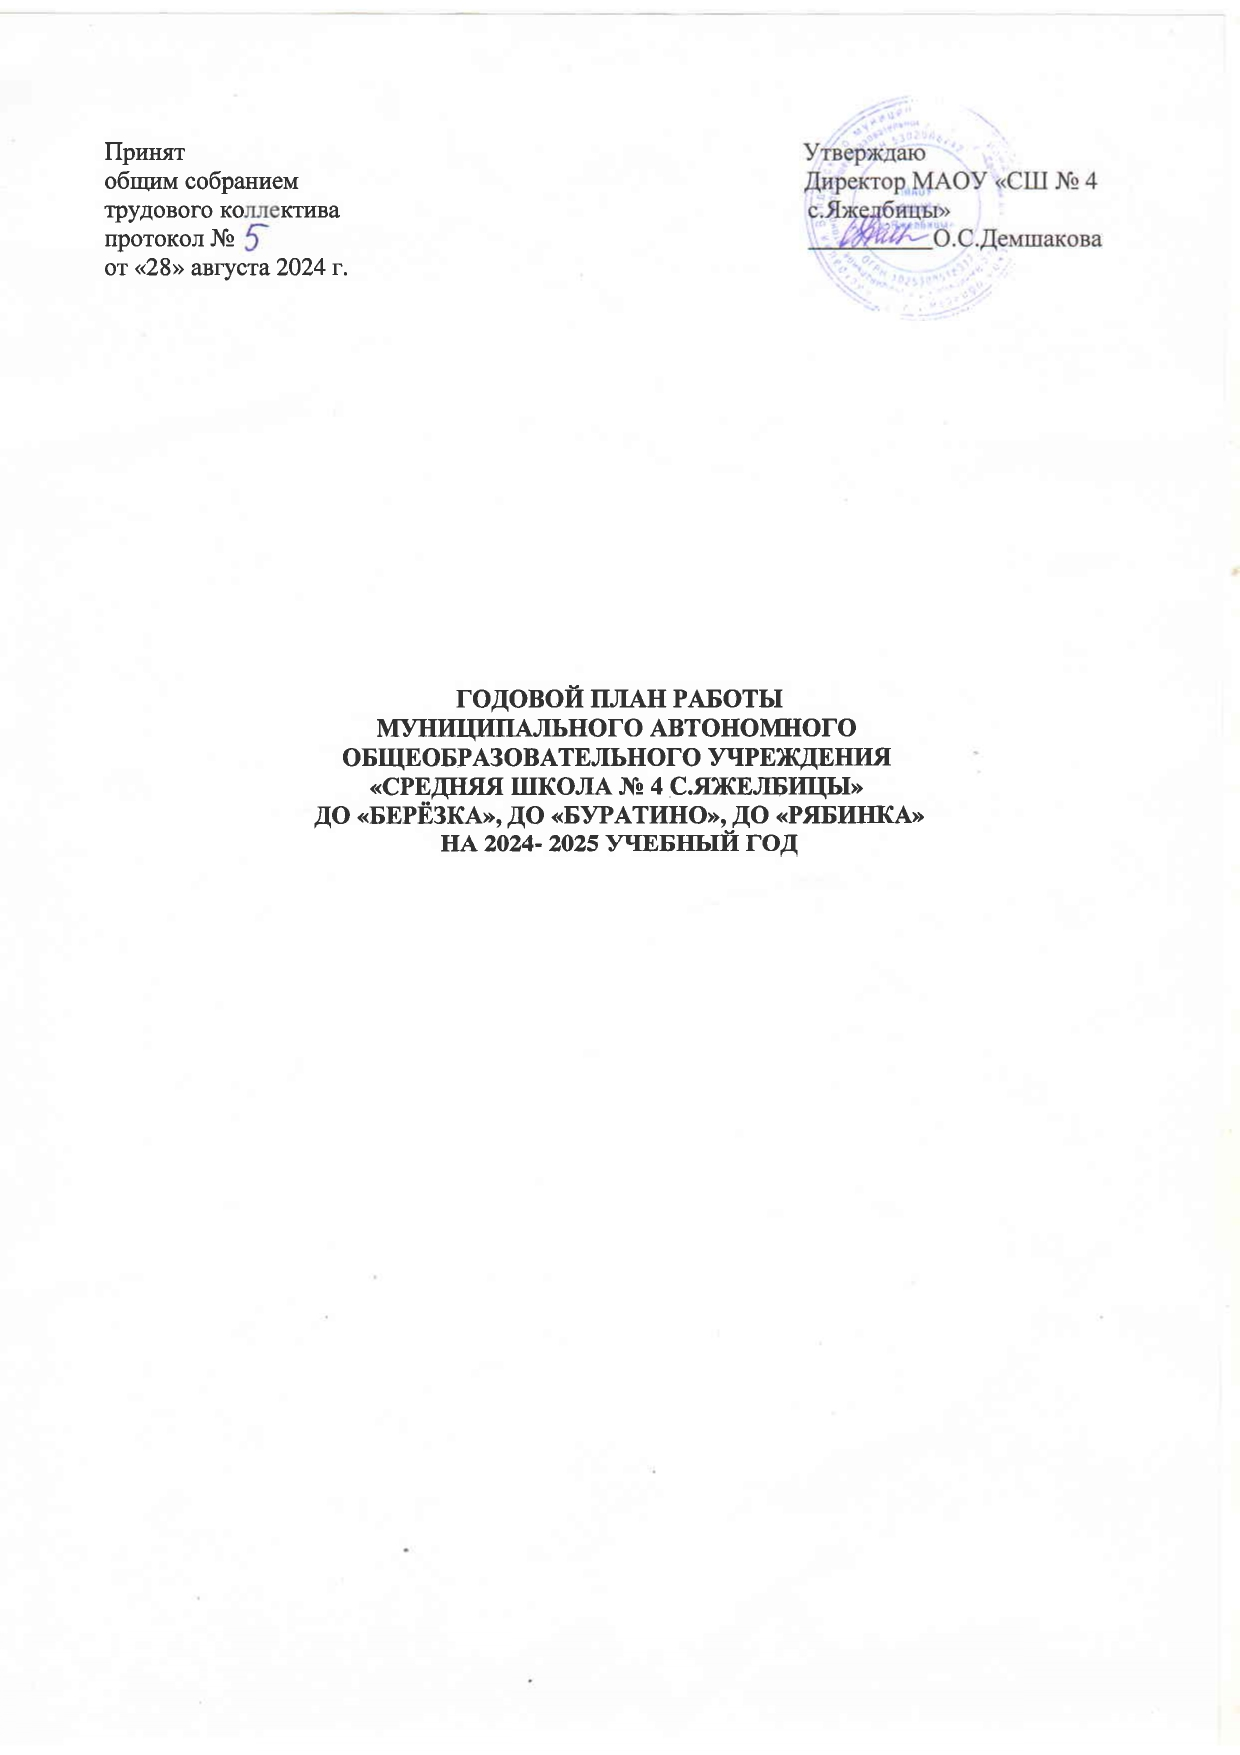 Принят
общим собранием
трудового коллектива
протокол № 5
от «28» августа 2024 г.
Утверждаю
Директор МАОУ «СШ № 4
с.Яжелбицы»
__________О.С.Демшакова
ГОДОВОЙ ПЛАН РАБОТЫ
МУНИЦИПАЛЬНОГО АВТОНОМНОГО
ОБЩЕОБРАЗОВАТЕЛЬНОГО УЧРЕЖДЕНИЯ
«СРЕДНЯЯ ШКОЛА № 4 С.ЯЖЕЛБИЦЫ»
ДО «БЕРЁЗКА», ДО «БУРАТИНО», ДО «РЯБИНКА»
НА 2024- 2025 УЧЕБНЫЙ ГОД